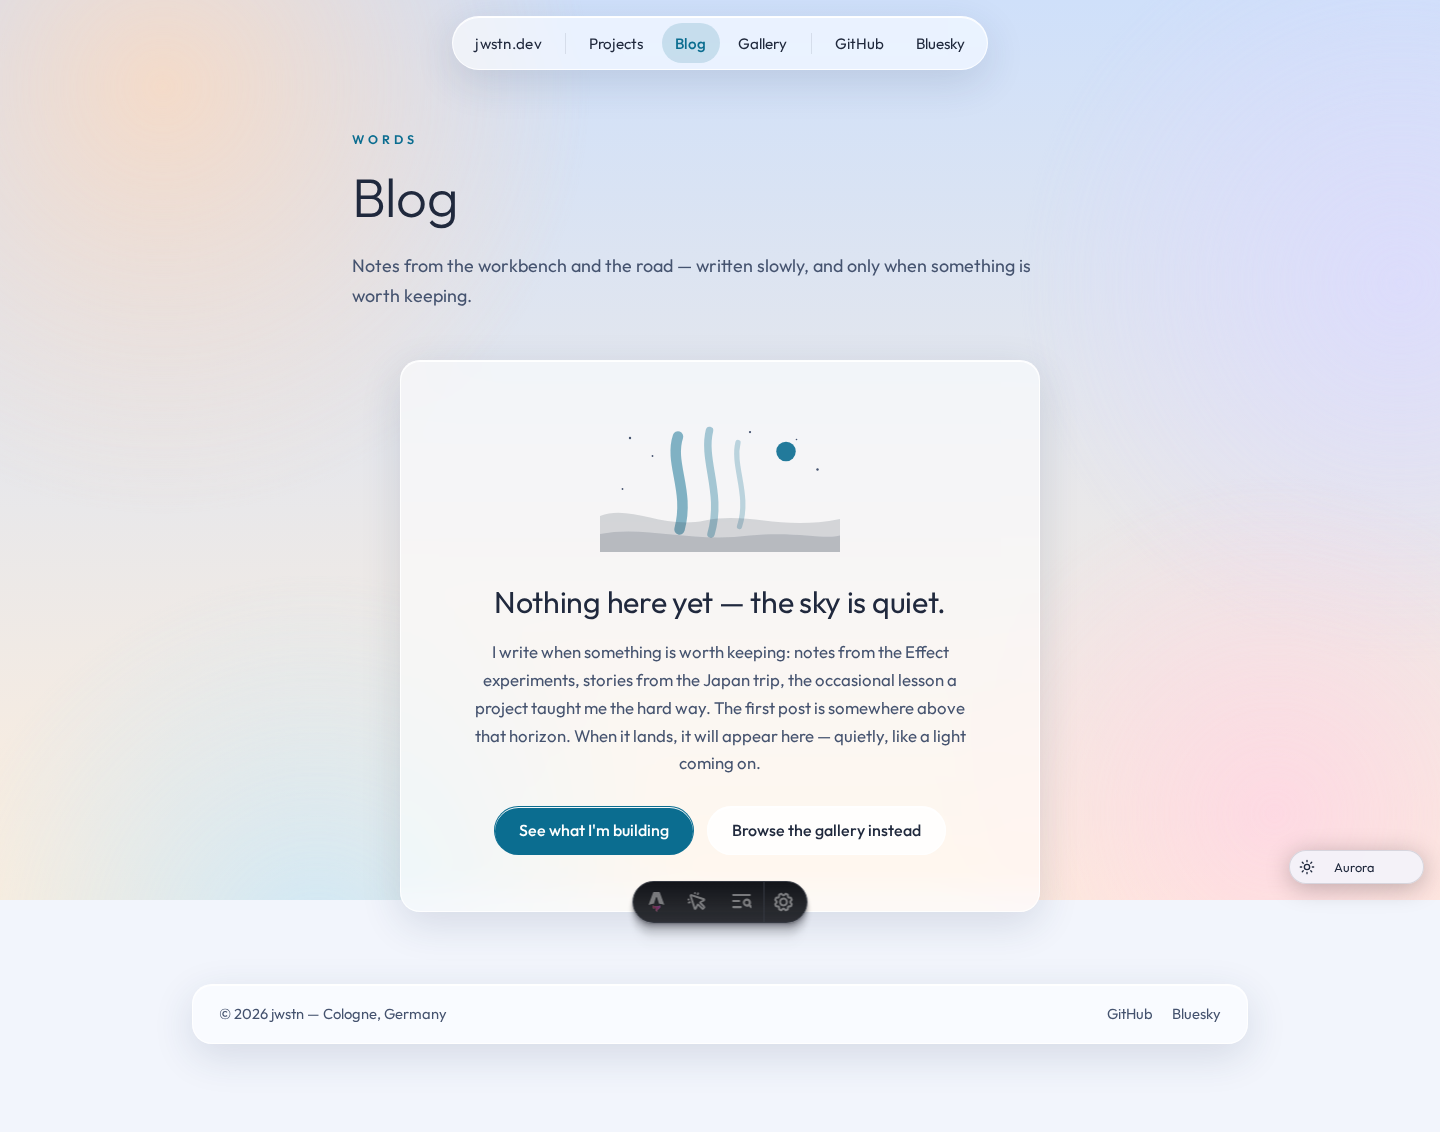 jwstn.dev Projects Blog Gallery GitHub Bluesky
WORDS
Blog
Notes from the workbench and the road — written slowly, and only when something is
worth keeping.
Nothing here yet — the sky is quiet.
I write when something is worth keeping: notes from the Effect
experiments, stories from the Japan trip, the occasional lesson a
project taught me the hard way. The first post is somewhere above
that horizon. When it lands, it will appear here — quietly, like a light
coming on.
See what I'm building Browse the gallery instead
Aurora
© 2026 jwstn — Cologne, Germany GitHub Bluesky